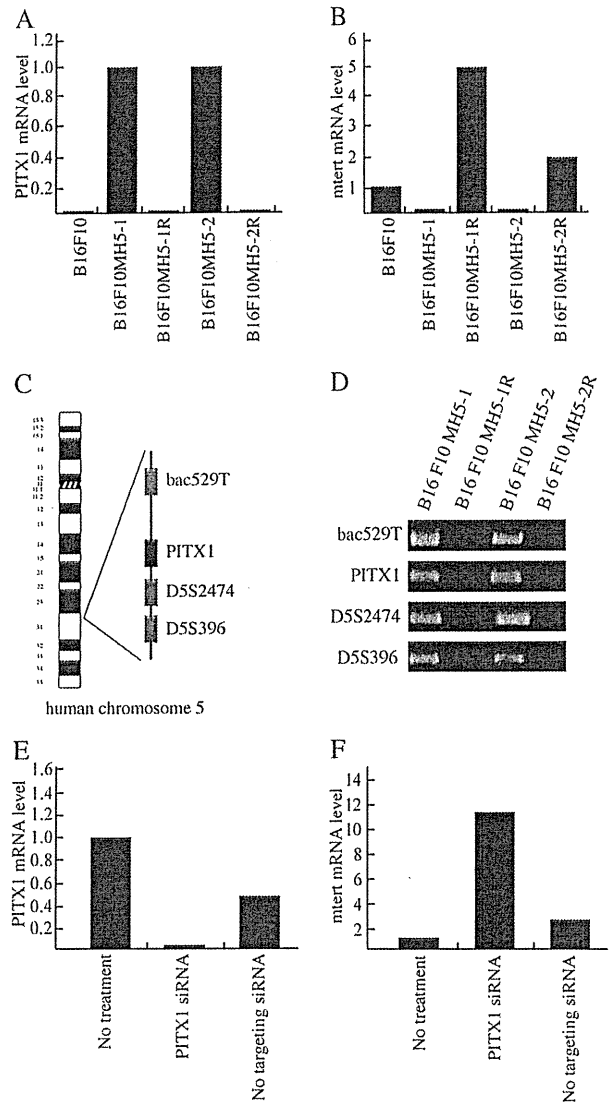 A
PITX1 mRNA level
1.2
1.0
0.8
0.6
0.4
0.2
B16F10
B16F10MH5-1
B16F10MH5-1R
B16F10MH5-2
B16F10MH5-2R
B
mtert mRNA level
6
5
4
3
2
1
B16F10
B16F10MH5-1
B16F10MH5-1R
B16F10MH5-2
B16F10MH5-2R
C
bac529T
PITX1
D5S2474
D5S396
human chromosome 5
D
B16 F10 MH5-1
B16 F10 MH5-1R
B16 F10 MH5-2
B16 F10 MH5-2R
bac529T
PITX1
D5S2474
D5S396
E
PITX1 mRNA level
1.6
1.4
1.2
1.0
0.8
0.6
0.4
0.2
No treatment
PITX1 siRNA
No targeting siRNA
F
mtert mRNA level
14
12
10
8
6
4
2
No treatment
PITX1 siRNA
No targeting siRNA